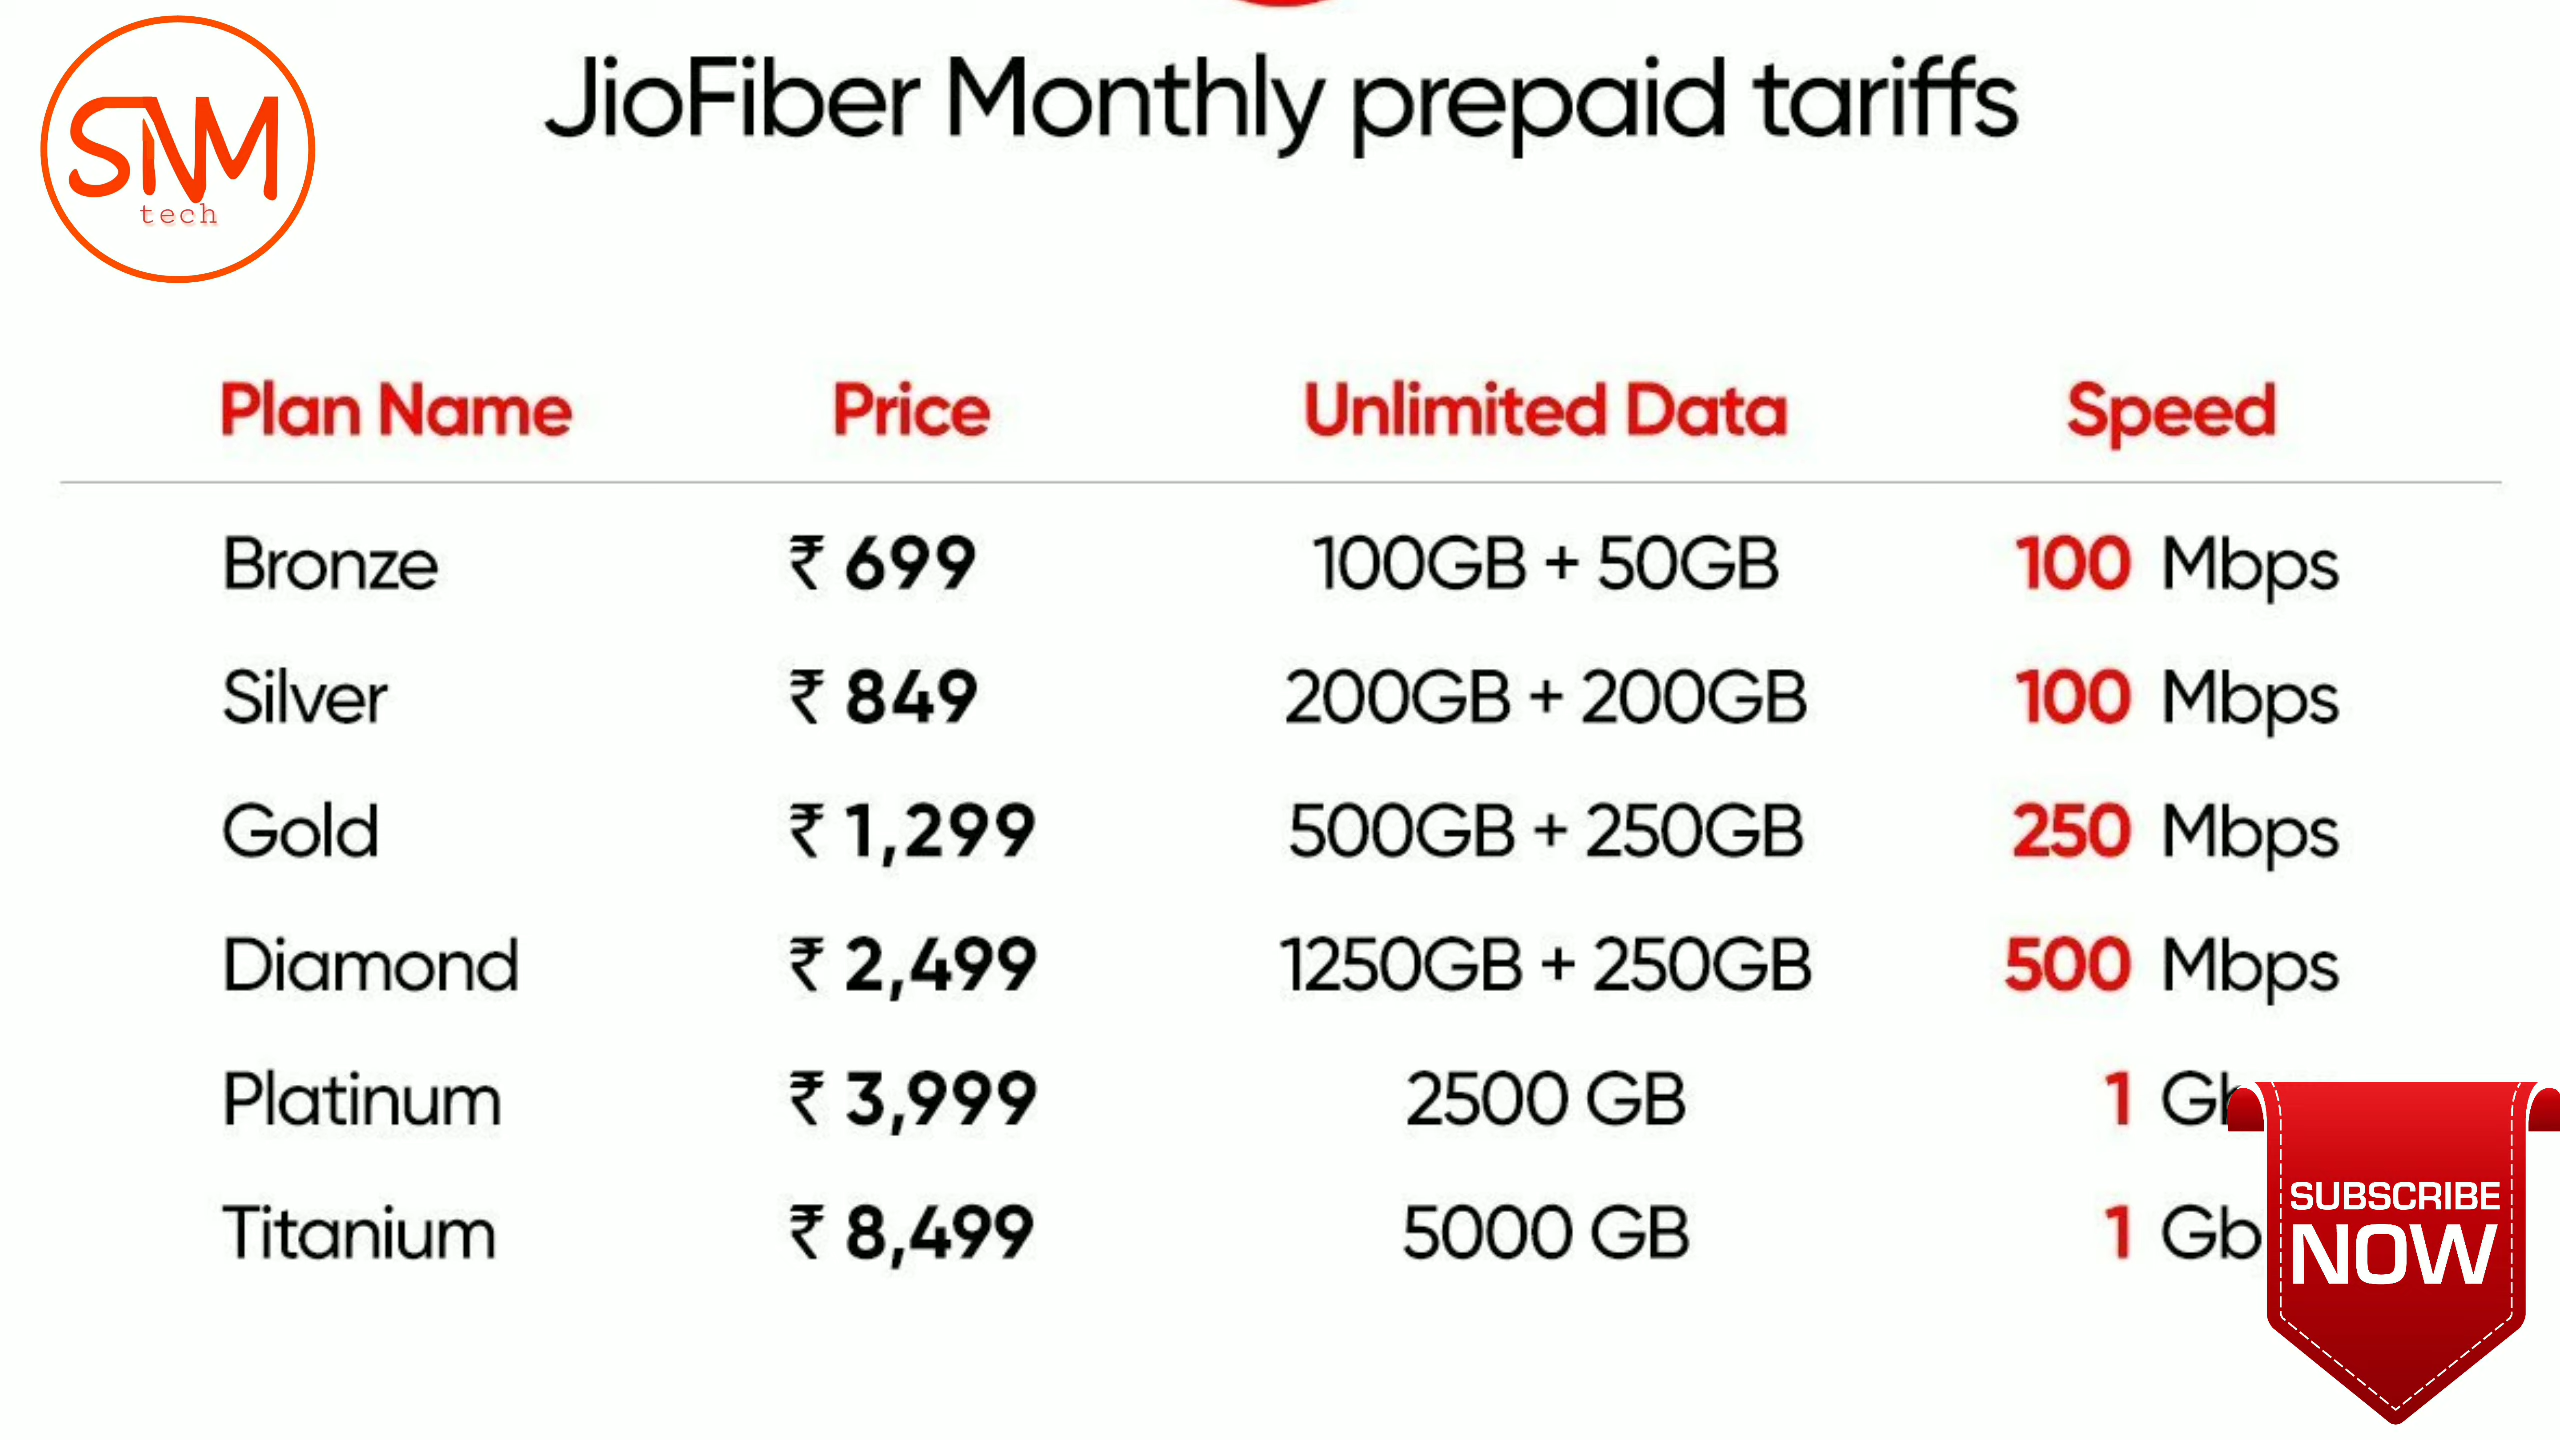 SNM
tech
JioFiber Monthly prepaid tariffs
Plan Name Price Unlimited Data Speed
Bronze ₹ 699 100GB + 50GB 100 Mbps
Silver ₹ 849 200GB + 200GB 100 Mbps
Gold ₹ 1,299 500GB + 250GB 250 Mbps
Diamond ₹ 2,499 1250GB + 250GB 500 Mbps
Platinum ₹ 3,999 2500 GB 1
Titanium ₹ 8,499 5000 GB 1 Gb
SUBSCRIBE
NOW